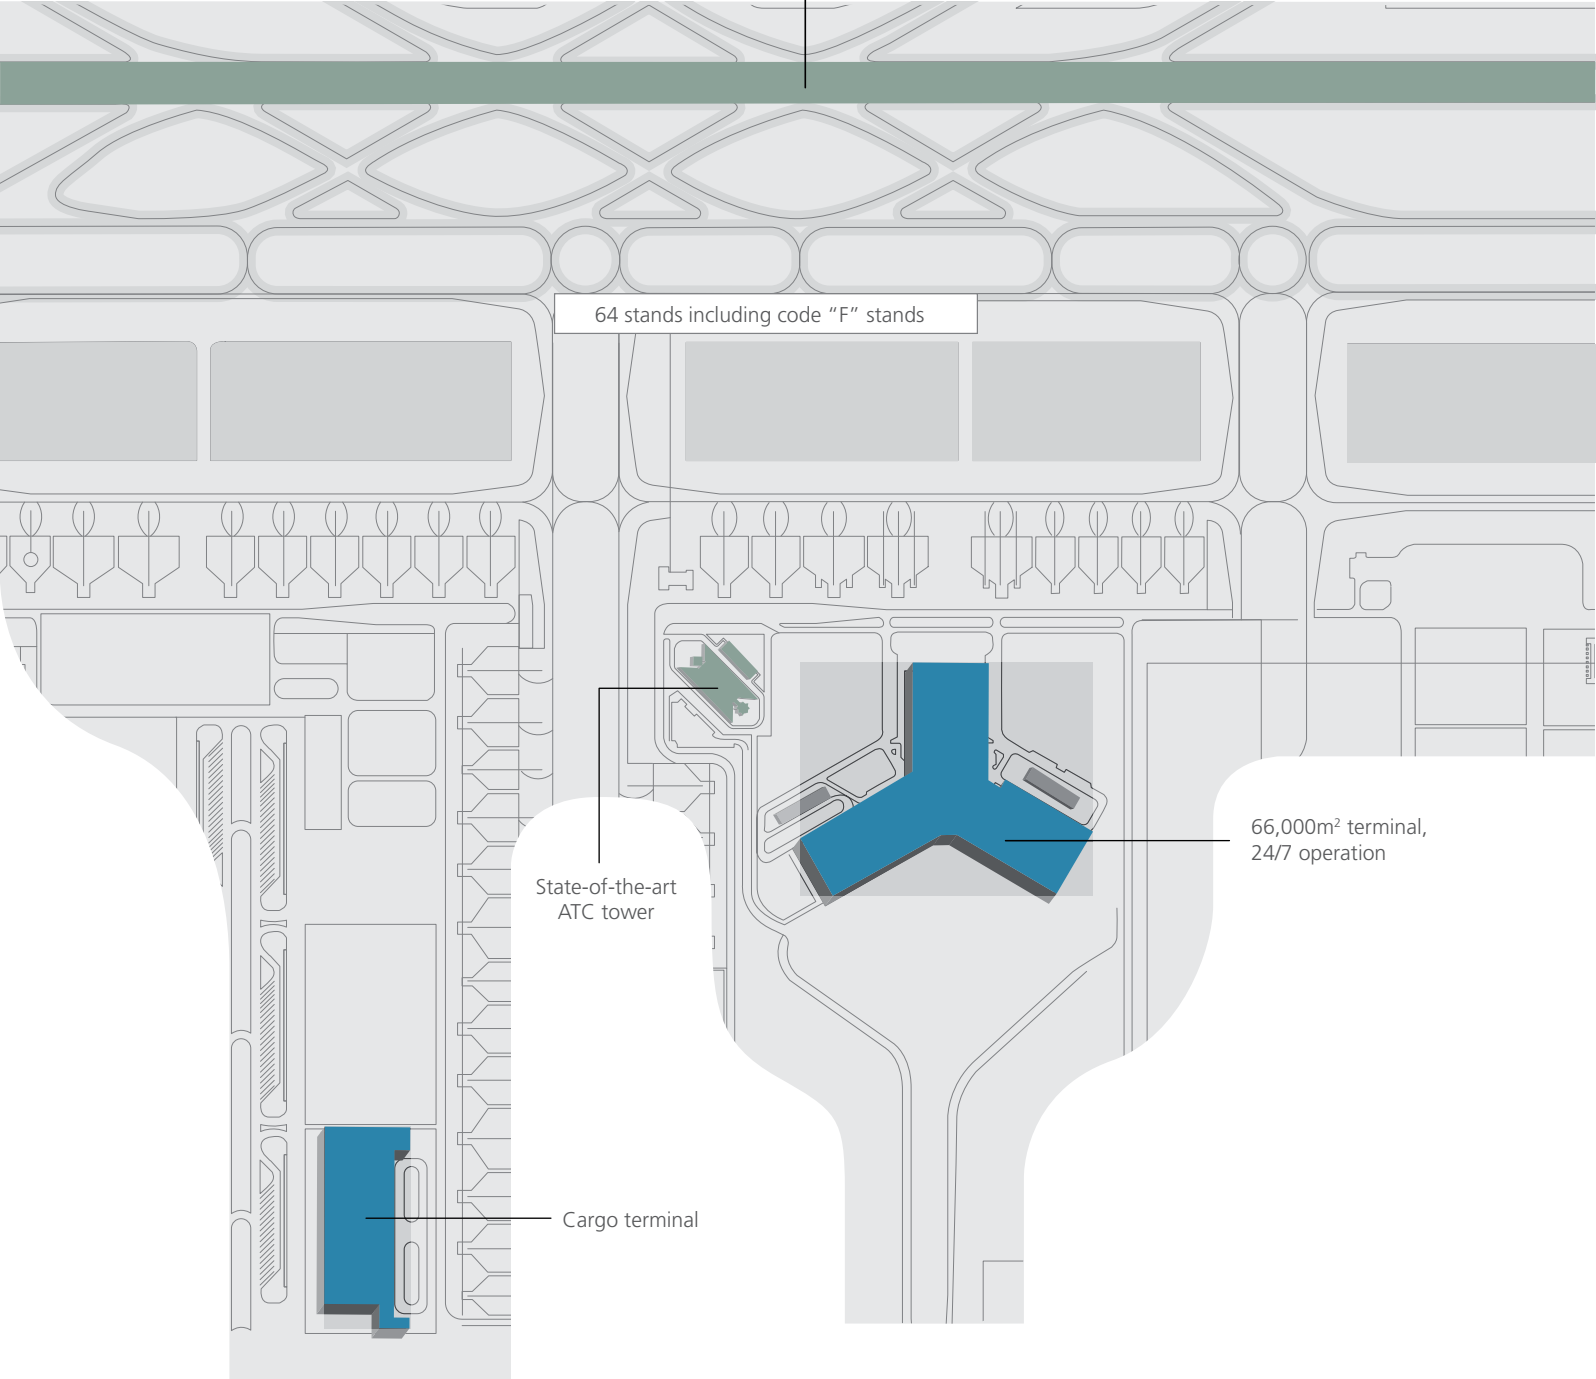 64 stands including code “F” stands
66,000m² terminal,
24/7 operation
State-of-the-art
ATC tower
Cargo terminal